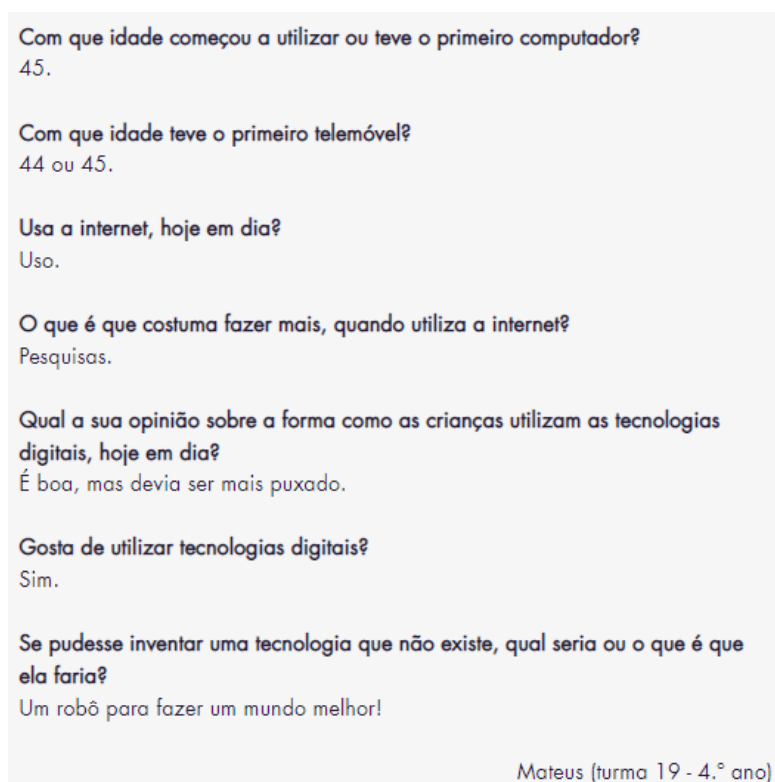 Com que idade começou a utilizar ou teve o primeiro computador?
45.
Com que idade teve o primeiro telemóvel?
44 ou 45.
Usa a internet, hoje em dia?
Uso.
O que é que costuma fazer mais, quando utiliza a internet?
Pesquisas.
Qual a sua opinião sobre a forma como as crianças utilizam as tecnologias
digitais, hoje em dia?
É boa, mas devia ser mais puxado.
Gosta de utilizar tecnologias digitais?
Sim.
Se pudesse inventar uma tecnologia que não existe, qual seria ou o que é que
ela faria?
Um robô para fazer um mundo melhor!
Mateus (turma 19 - 4.º ano)